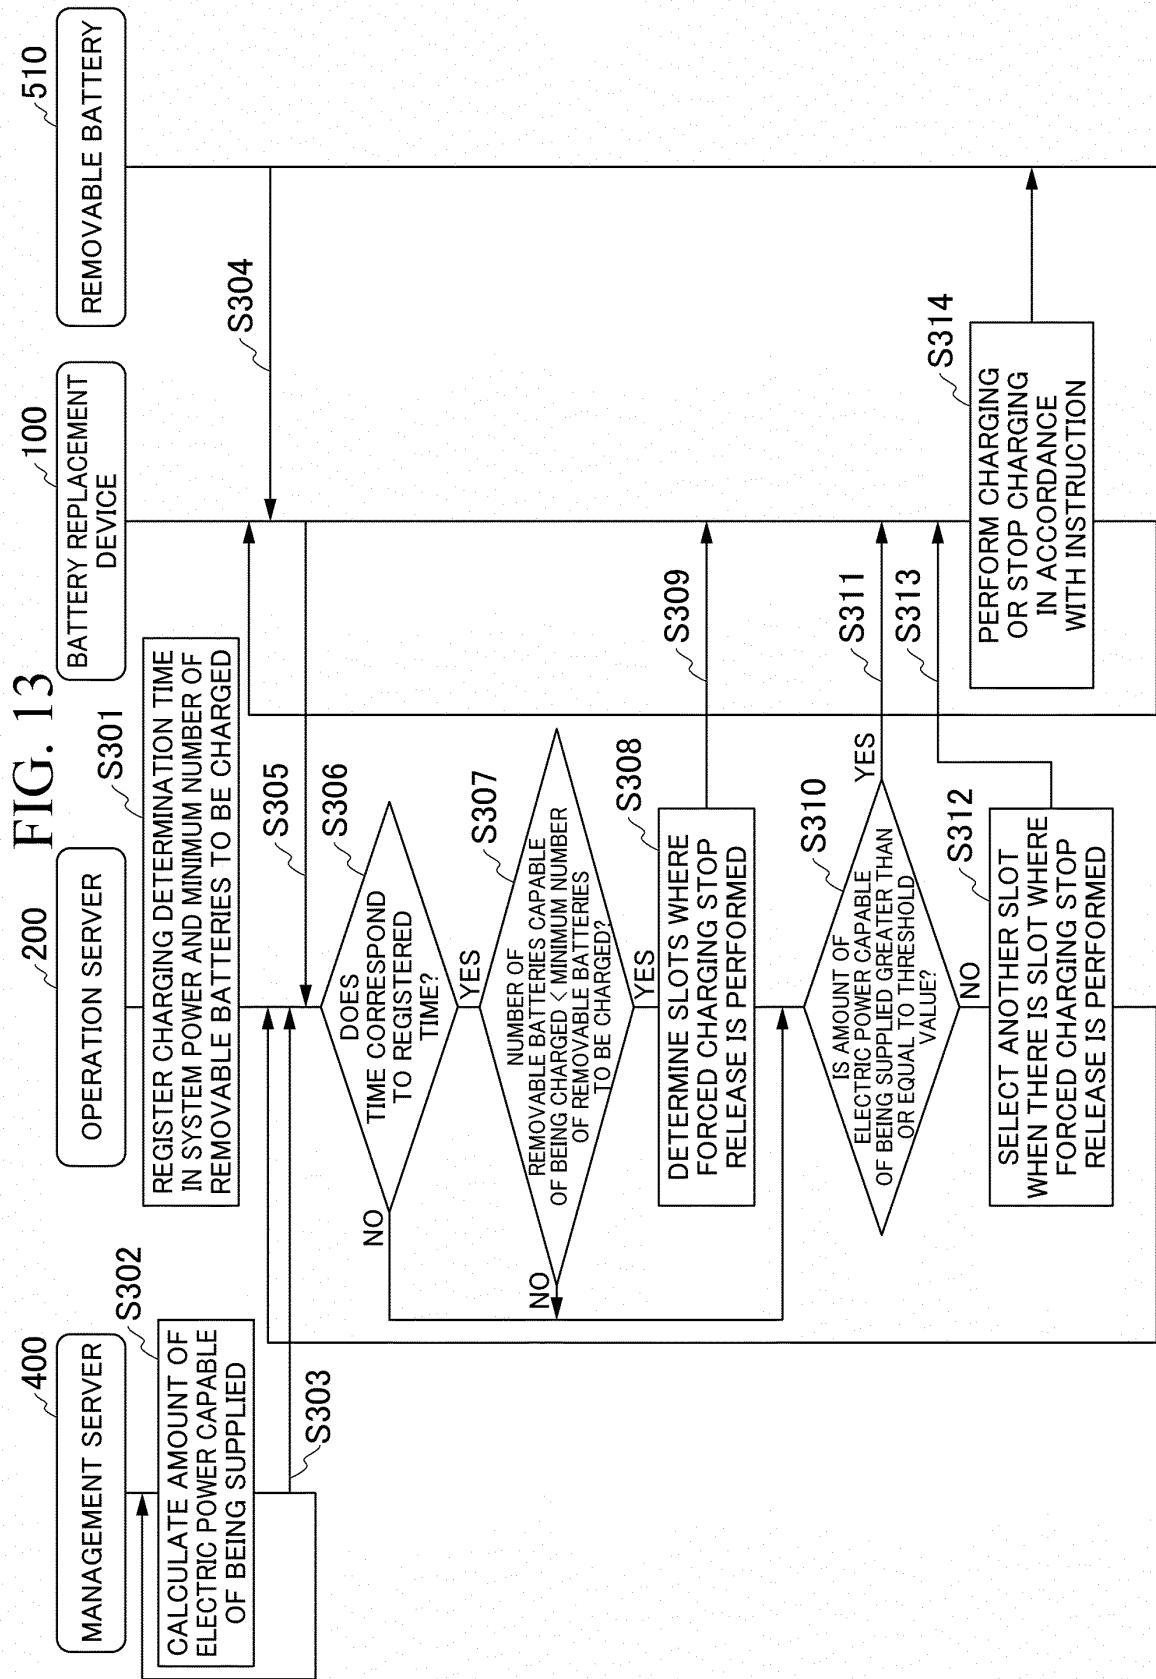 FIG. 13
400
MANAGEMENT SERVER
200
OPERATION SERVER
100
BATTERY REPLACEMENT
DEVICE
510
REMOVABLE BATTERY
S301
REGISTER CHARGING DETERMINATION TIME
IN SYSTEM POWER AND MINIMUM NUMBER OF
REMOVABLE BATTERIES TO BE CHARGED
S302
CALCULATE AMOUNT OF
ELECTRIC POWER CAPABLE
OF BEING SUPPLIED
S303
S304
S305
S306
DOES
TIME CORRESPOND
TO REGISTERED
TIME?
NO
YES
S307
NUMBER OF
REMOVABLE BATTERIES CAPABLE
OF BEING CHARGED < MINIMUM NUMBER
OF REMOVABLE BATTERIES
TO BE CHARGED?
NO
YES
S308
DETERMINE SLOTS WHERE
FORCED CHARGING STOP
RELEASE IS PERFORMED
S309
S310
IS AMOUNT OF
ELECTRIC POWER CAPABLE
OF BEING SUPPLIED GREATER THAN
OR EQUAL TO THRESHOLD
VALUE?
YES
S311
NO
S312
SELECT ANOTHER SLOT
WHEN THERE IS SLOT WHERE
FORCED CHARGING STOP
RELEASE IS PERFORMED
S313
S314
PERFORM CHARGING
OR STOP CHARGING
IN ACCORDANCE
WITH INSTRUCTION